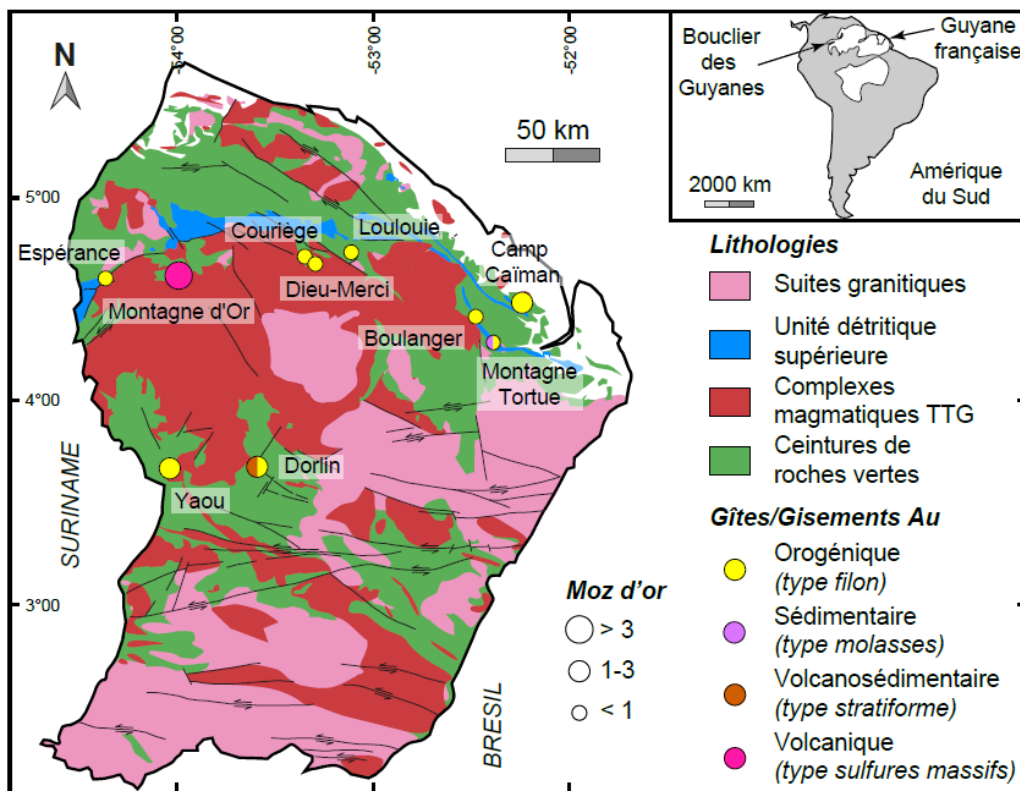 N
-54°00
-53°00
-52°00
50 km
5°00
4°00
3°00
Espérance
Couriège
Loulouie
Camp
Caïman
Dieu-Merci
Montagne d'Or
Boulanger
Montagne
Tortue
Dorlin
Yaou
SURINAME
BRESIL
Moz d'or
> 3
1-3
< 1
Bouclier
des
Guyanes
Guyane
française
2000 km
Amérique
du Sud
Lithologies
Suites granitiques
Unité détritique
supérieure
Complexes
magmatiques TTG
Ceintures de
roches vertes
Gîtes/Gisements Au
Orogénique
(type filon)
Sédimentaire
(type molasses)
Volcanosédimentaire
(type stratiforme)
Volcanique
(type sulfures massifs)